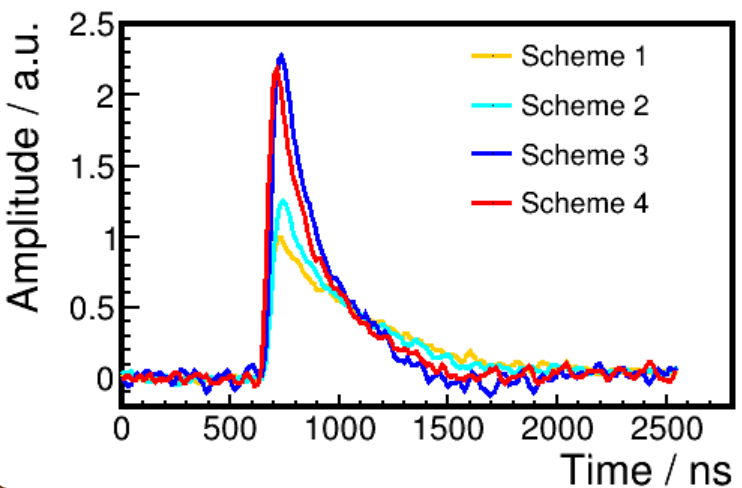 2.5
2
1.5
1
0.5
0
Amplitude / a.u.
Scheme 1
Scheme 2
Scheme 3
Scheme 4
0 500 1000 1500 2000 2500
Time / ns